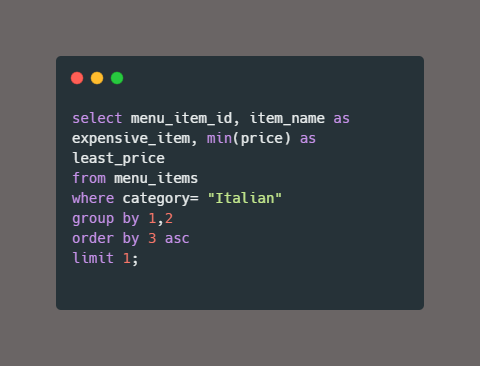 select menu_item_id, item_name as
expensive_item, min(price) as
least_price
from menu_items
where category= "Italian"
group by 1,2
order by 3 asc
limit 1;